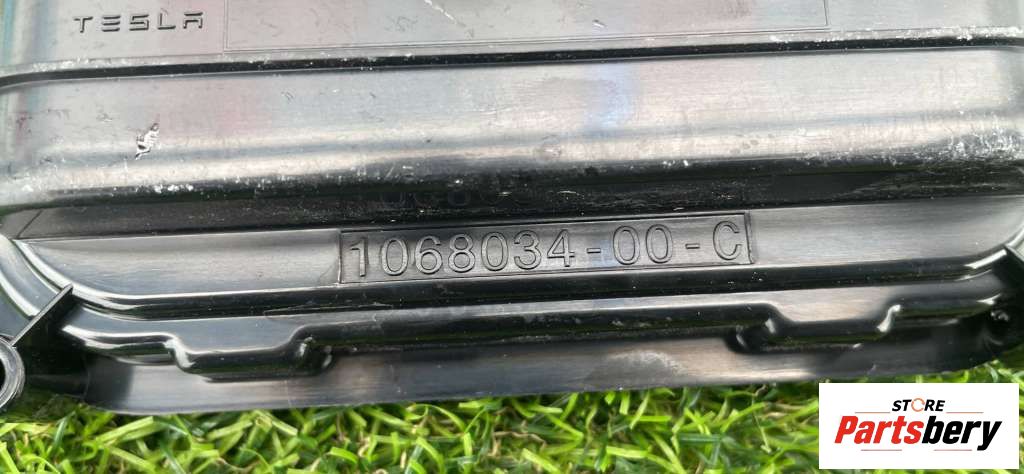 TESLA
1068034-00-C
STORE
Partsbery